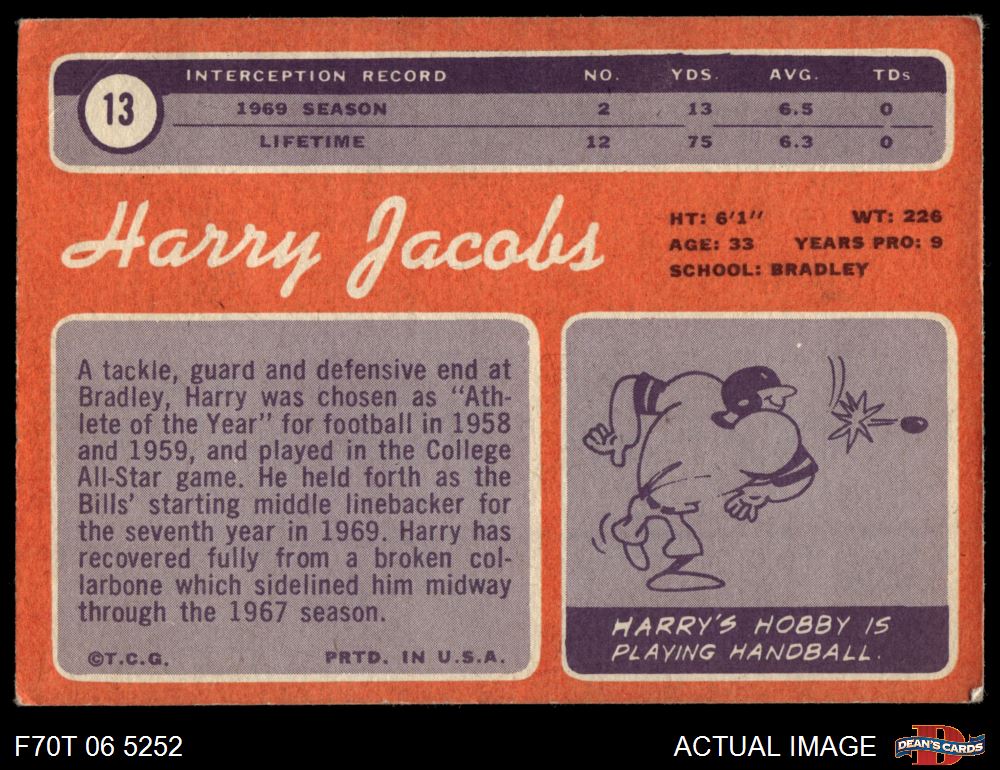 13
INTERCEPTION RECORD NO. YDS. AVG. TDs
1969 SEASON 2 13 6.5 0
LIFETIME 12 75 6.3 0
Harry Jacobs
HT: 6'1" WT: 226
AGE: 33 YEARS PRO: 9
SCHOOL: BRADLEY
A tackle, guard and defensive end at
Bradley, Harry was chosen as "Ath-
lete of the Year" for football in 1958
and 1959, and played in the College
All-Star game. He held forth as the
Bills' starting middle linebacker for
the seventh year in 1969. Harry has
recovered fully from a broken col-
larbone which sidelined him midway
through the 1967 season.
©T.C.G. PRTD. IN U.S.A.
HARRY'S HOBBY IS
PLAYING HANDBALL.
F70T 06 5252
ACTUAL IMAGE
D
DEAN'S CARDS